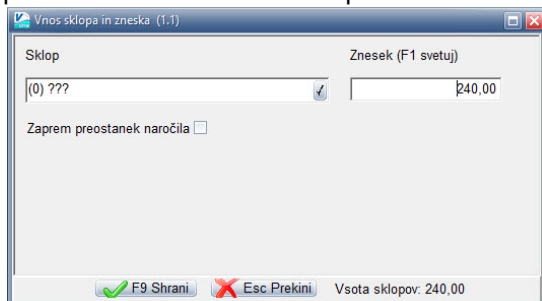 Vnos sklopa in zneska (1.1)
Sklop Znesek (F1 svetuj)
(0) ??? 240,00
Zaprem preostanek naročila
F9 Shrani Esc Prekini Vsota sklopov: 240,00